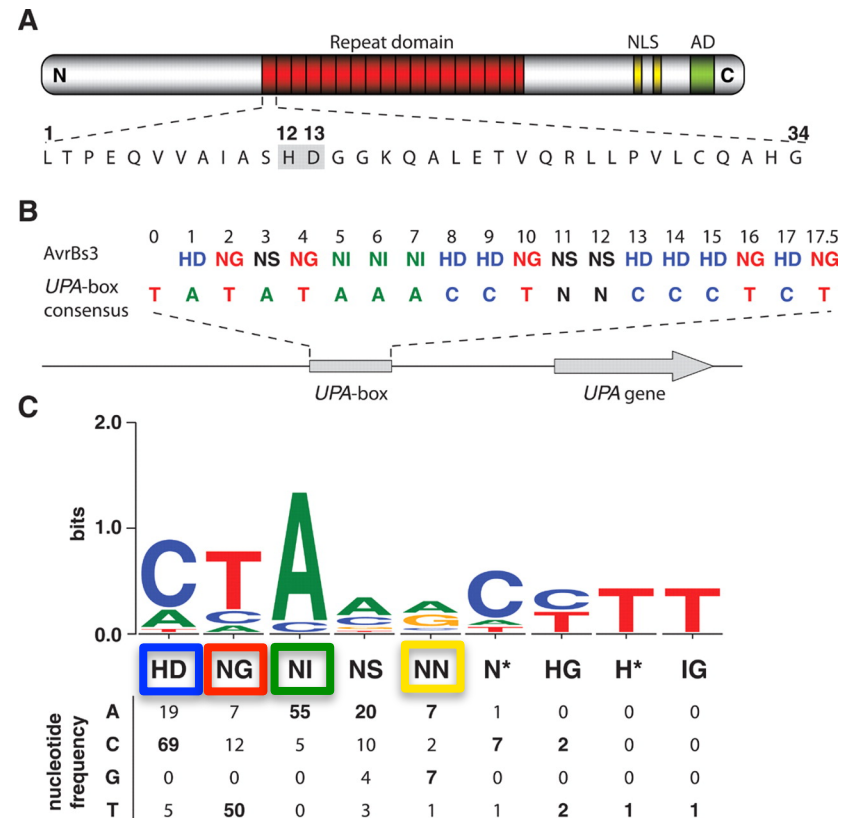 A
Repeat domain NLS AD
N C
1 12 13 34
L T P E Q V V A I A S H D G G K Q A L E T V Q R L L P V L C Q A H G
B
0 1 2 3 4 5 6 7 8 9 10 11 12 13 14 15 16 17 17.5
AvrBs3 HD NG NS NG NI NI NI HD HD NG NS NS HD HD HD NG HD NG
UPA-box consensus T A T A T A A A C C T N N C C C T C T
UPA-box UPA gene
C
2.0
bits
1.0
0.0
C T A A A C C T T
A C C C G A T
T A C T
HD NG NI NS NN N* HG H* IG
nucleotide frequency
A 19 7 55 20 7 1 0 0 0
C 69 12 5 10 2 7 2 0 0
G 0 0 0 4 7 0 0 0 0
T 5 50 0 3 1 1 2 1 1